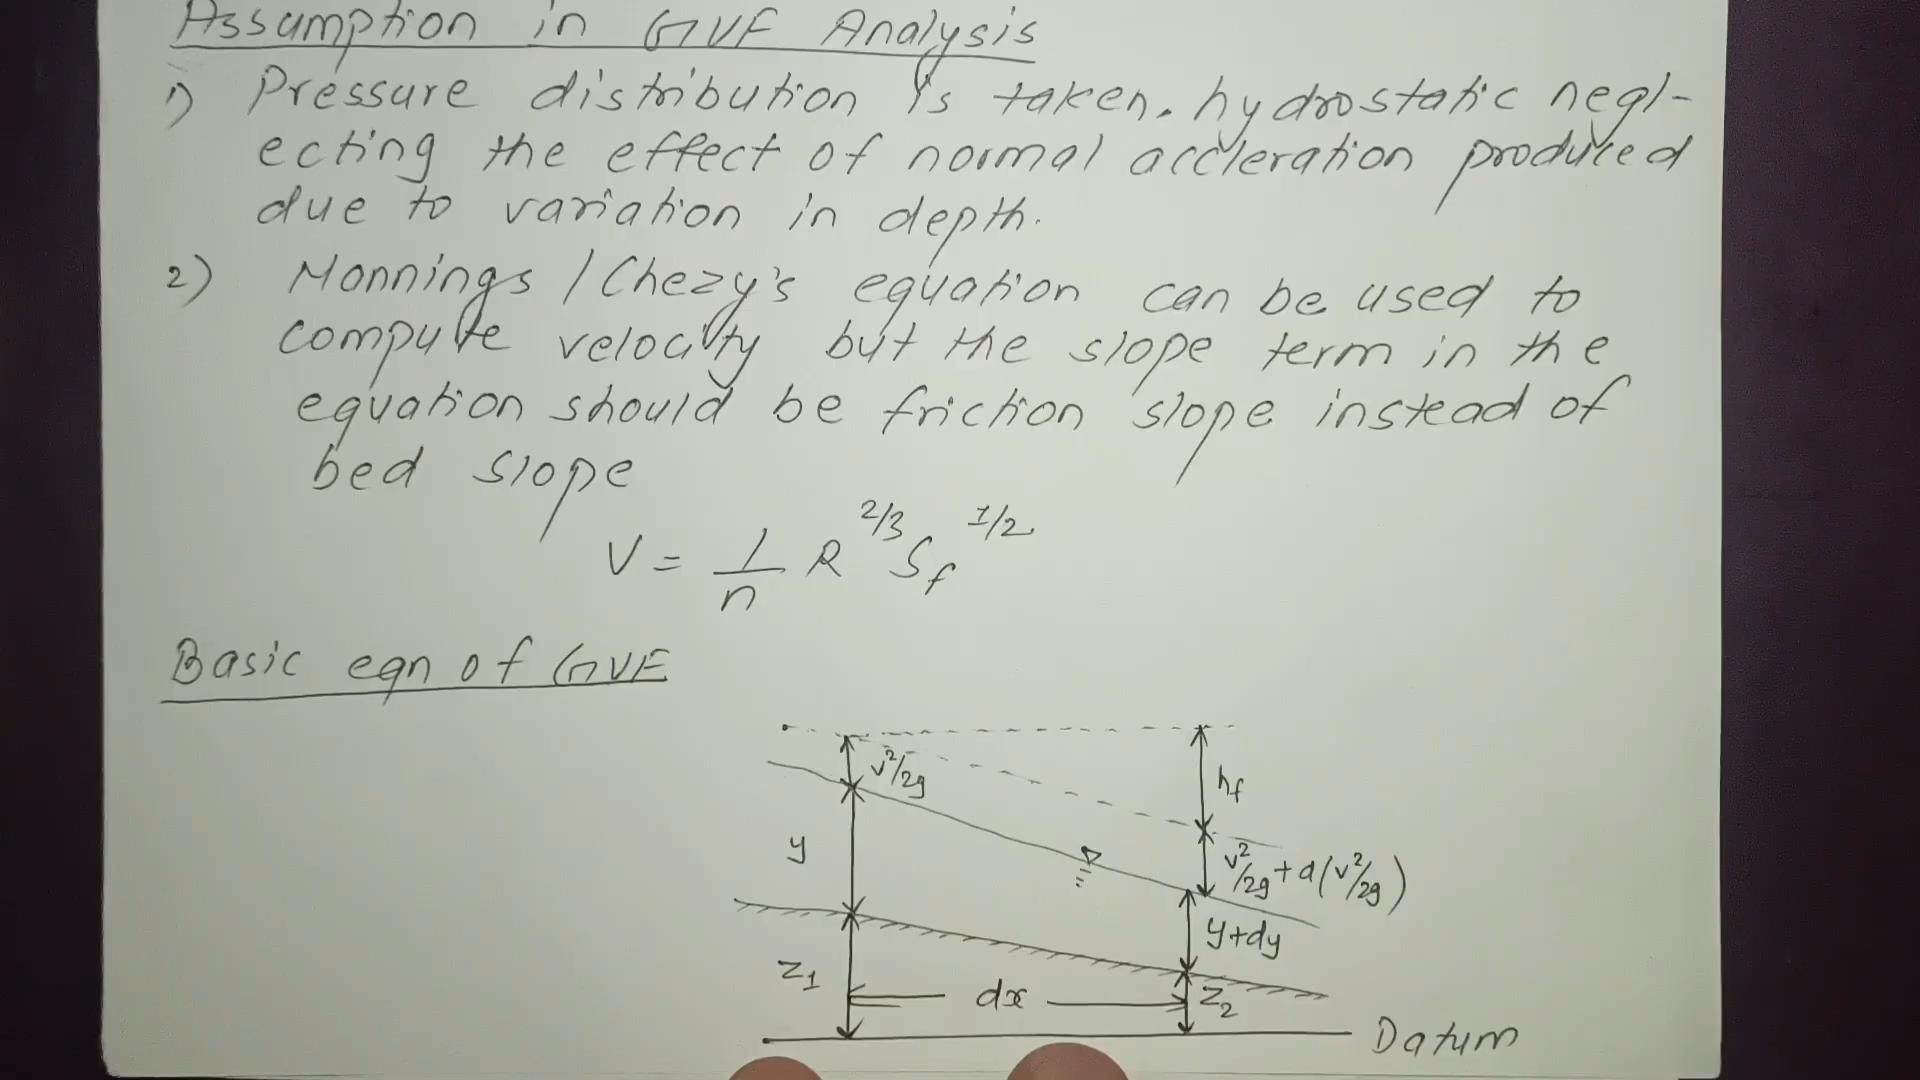 Assumption in GVF Analysis
1) Pressure distribution is taken. hydrostatic negl-
ecting the effect of normal accleration produced
due to variation in depth.
2) Mannings / Chezy's equation can be used to
compute velocity but the slope term in the
equation should be friction slope instead of
bed slope
V = 1/n R^2/3 S_f^1/2
Basic eqn of GVF
v²/2g
hf
y
v²/2g + d(v²/2g)
y+dy
Z1
dx
Z2
Datum